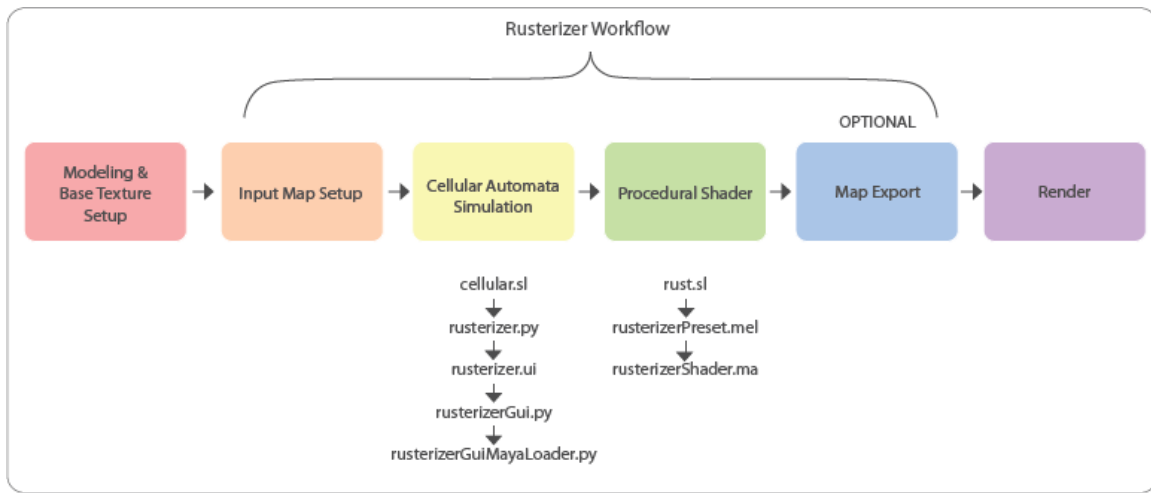 Rusterizer Workflow
OPTIONAL
Modeling &
Base Texture
Setup
Input Map Setup
Cellular Automata
Simulation
Procedural Shader
Map Export
Render
cellular.sl
rusterizer.py
rusterizer.ui
rusterizerGui.py
rusterizerGuiMayaLoader.py
rust.sl
rusterizerPreset.mel
rusterizerShader.ma